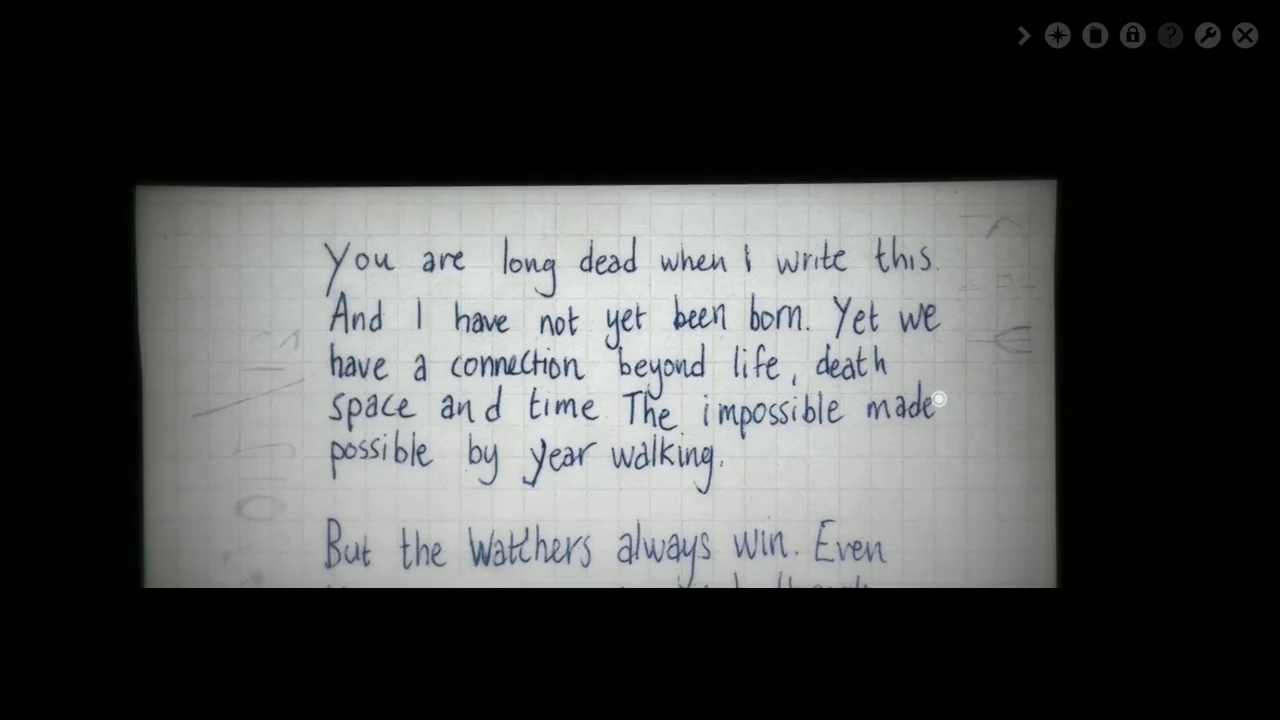 You are long dead when i write this.
And I have not yet been born. Yet we
have a connection beyond life, death
space and time. The impossible made
possible by year walking.
But the Watchers always win. Even